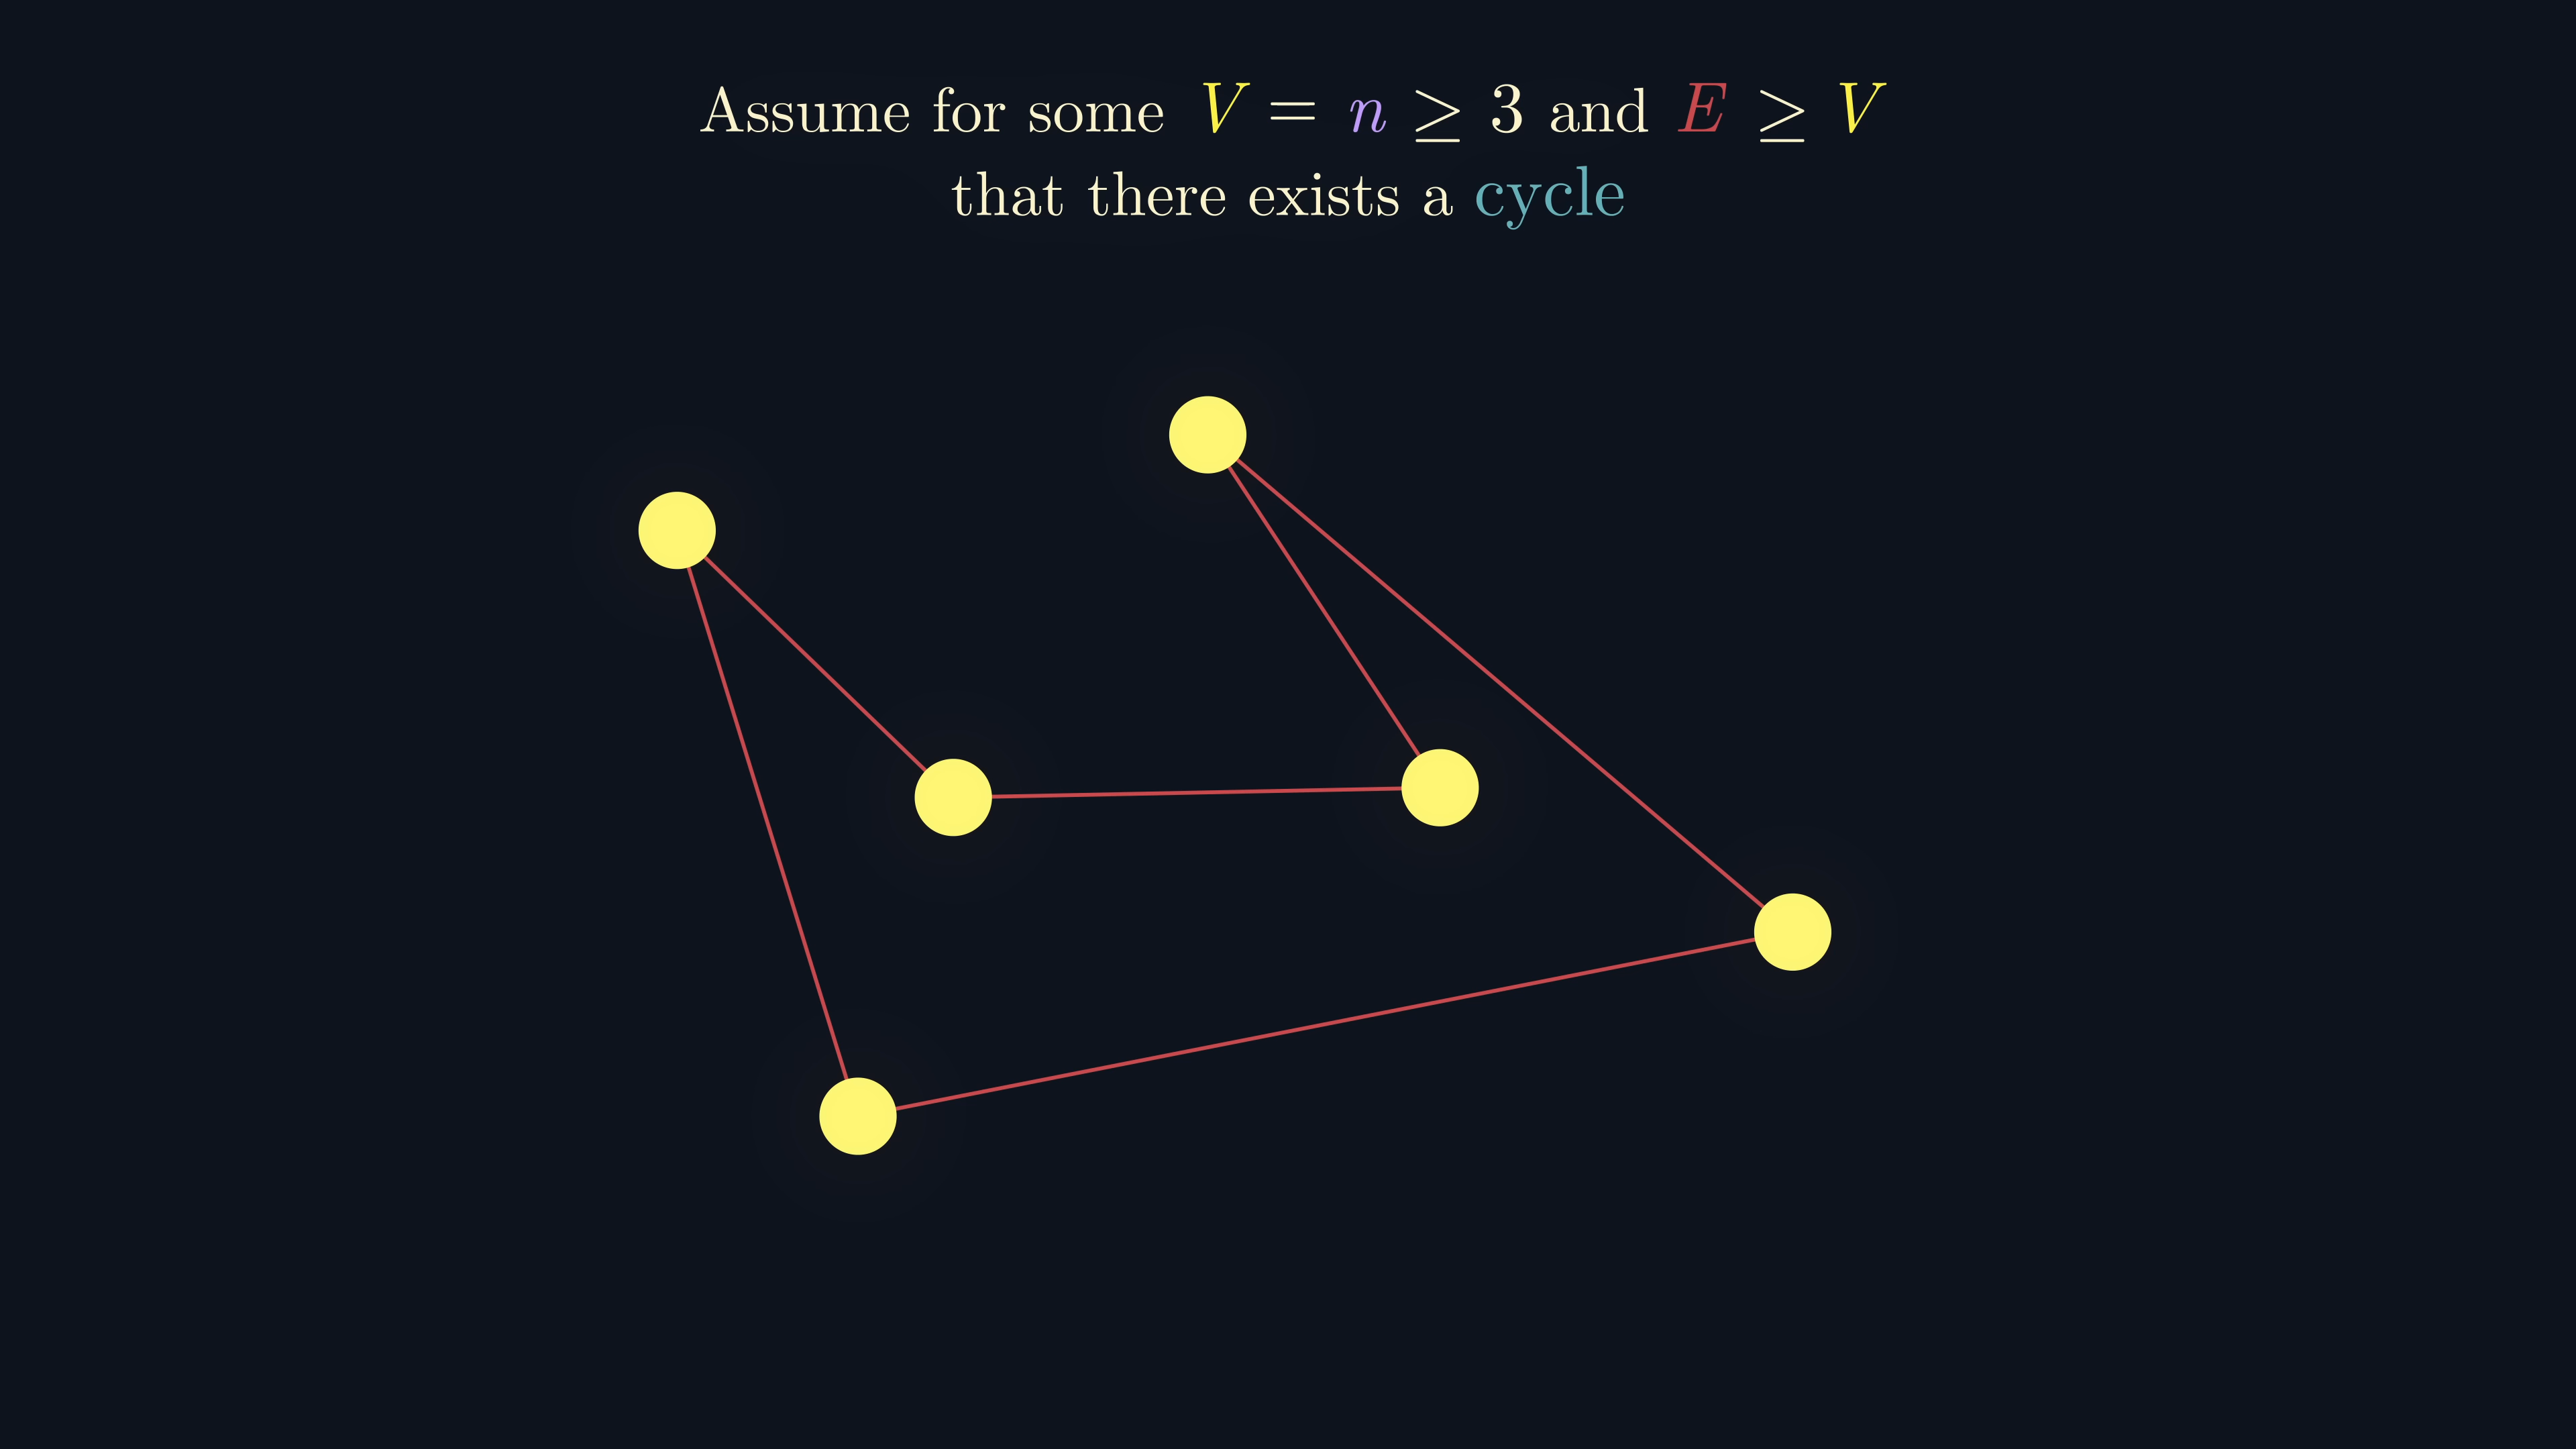 Assume for some V = n ≥ 3 and E ≥ V
that there exists a cycle